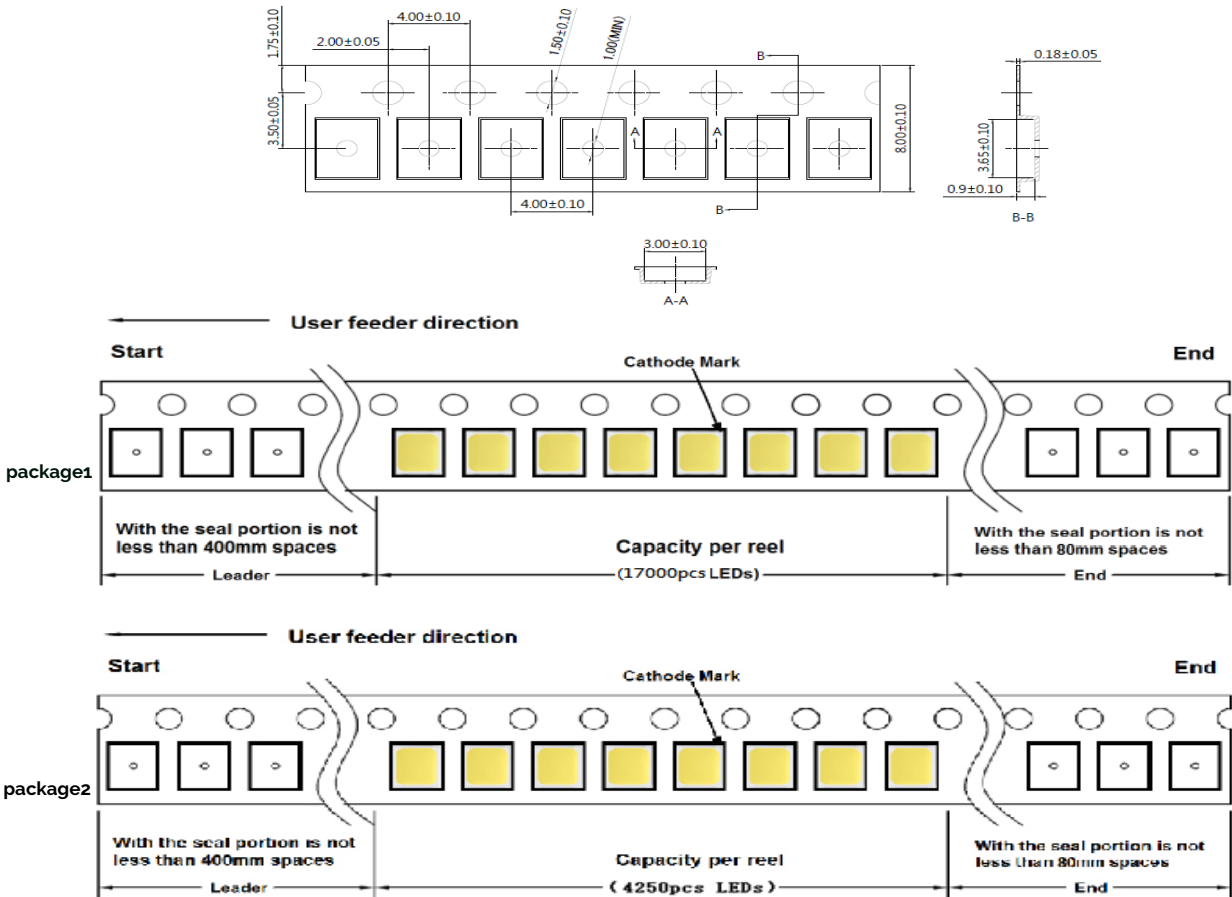 4.00±0.10
2.00±0.05
1.75±0.10
1.50±0.10
1.00(MIN)
B
0.18±0.05
3.50±0.05
A
A
8.00±0.10
3.65±0.10
4.00±0.10
B
0.9±0.10
B-B
3.00±0.10
A-A
User feeder direction
Start
Cathode Mark
End
package1
With the seal portion is not
less than 400mm spaces
Capacity per reel
With the seal portion is not
less than 80mm spaces
Leader
(17000pcs LEDs)
End
User feeder direction
Start
Cathode Mark
End
package2
With the seal portion is not
less than 400mm spaces
Capacity per reel
With the seal portion is not
less than 80mm spaces
Leader
( 4250pcs LEDs )
End